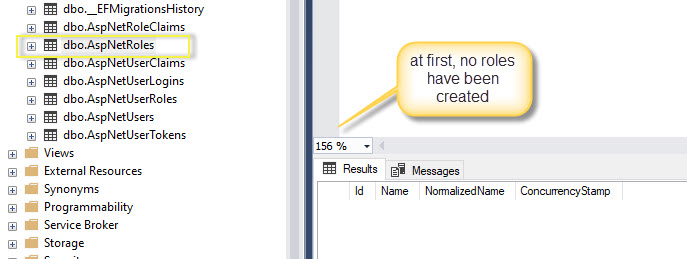 dbo.__EFMigrationsHistory
dbo.AspNetRoleClaims
dbo.AspNetRoles
dbo.AspNetUserClaims
dbo.AspNetUserLogins
dbo.AspNetUserRoles
dbo.AspNetUsers
dbo.AspNetUserTokens
Views
External Resources
Synonyms
Programmability
Service Broker
Storage
at first, no roles
have been
created
156 %
Results Messages
Id Name NormalizedName ConcurrencyStamp